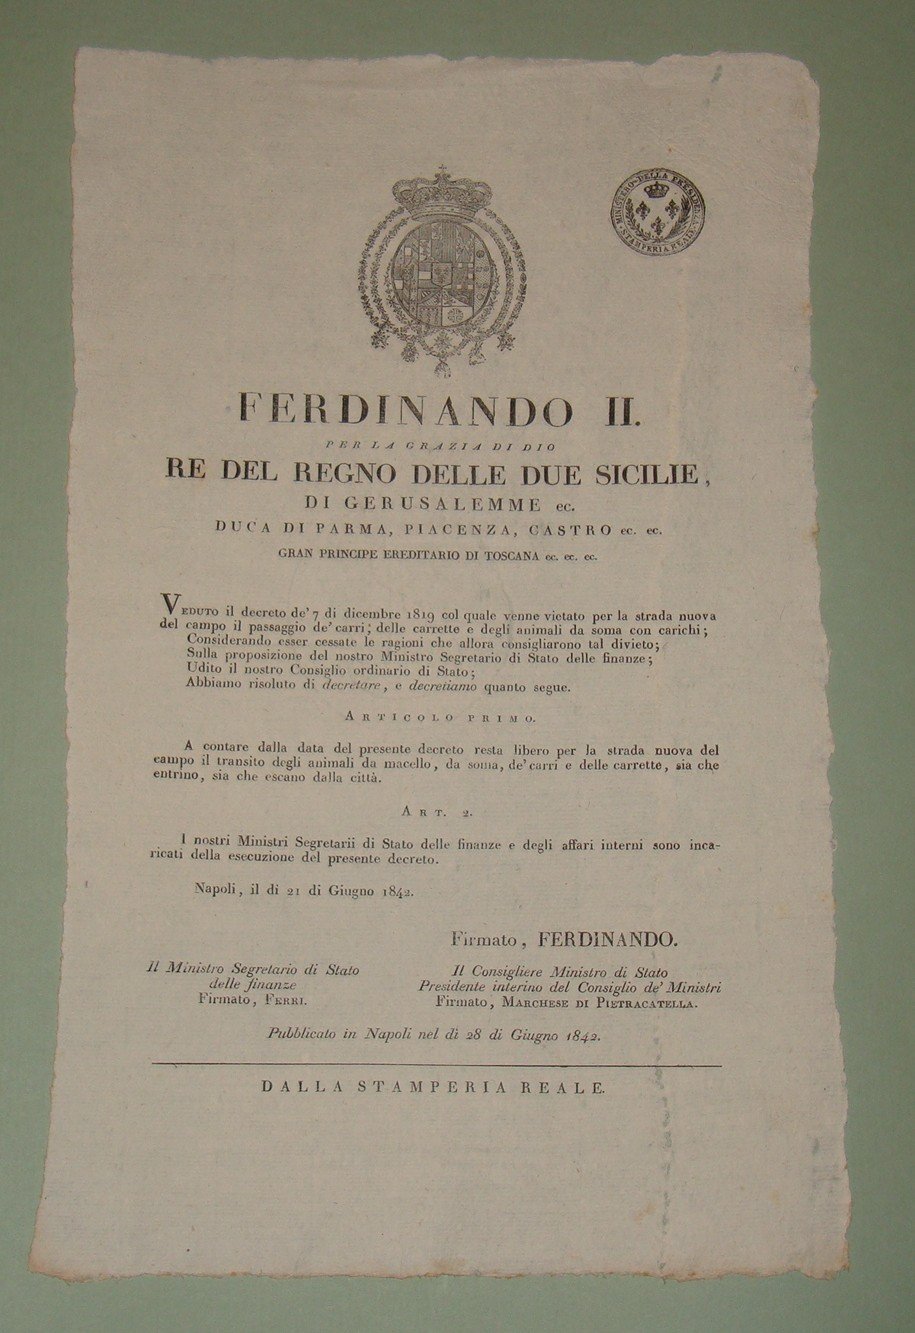 MINISTERO DELLA PRESIDENZA
STAMPERIA REALE
FERDINANDO II.
PER LA GRAZIA DI DIO
RE DEL REGNO DELLE DUE SICILIE,
DI GERUSALEMME ec.
DUCA DI PARMA, PIACENZA, CASTRO ec. ec.
GRAN PRINCIPE EREDITARIO DI TOSCANA ec. ec. ec.
VEDUTO il decreto de' 7 di dicembre 1819 col quale venne vietato per la strada nuova
del campo il passaggio de' carri; delle carrette e degli animali da soma con carichi;
Considerando esser cessate le ragioni che allora consigliarono tal divieto;
Sulla proposizione del nostro Ministro Segretario di Stato delle finanze;
Udito il nostro Consiglio ordinario di Stato;
Abbiamo risoluto di decretare, e decretiamo quanto segue.
ARTICOLO PRIMO.
A contare dalla data del presente decreto resta libero per la strada nuova del
campo il transito degli animali da macello, da soma, de' carri e delle carrette, sia che
entrino, sia che escano dalla città.
ART. 2.
I nostri Ministri Segretarii di Stato delle finanze e degli affari interni sono inca-
ricati della esecuzione del presente decreto.
Napoli, il dì 21 di Giugno 1842.
Firmato, FERDINANDO.
Il Ministro Segretario di Stato
delle finanze
Firmato, FERRI.
Il Consigliere Ministro di Stato
Presidente interino del Consiglio de' Ministri
Firmato, MARCHESE DI PIETRACATELLA.
Pubblicato in Napoli nel dì 28 di Giugno 1842.
DALLA STAMPERIA REALE.